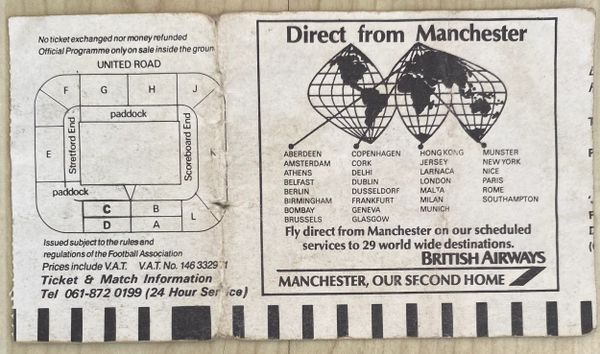 No ticket exchanged nor money refunded
Official Programme only on sale inside the groun
UNITED ROAD
F
G
H
J
paddock
Stretford End
Scoreboard End
E
K
paddock
C
B
D
A
L
Issued subject to the rules and
regulations of the Football Association
Prices include V.A.T. V.A.T. No. 146 3329 1
Ticket & Match Information
Tel 061-872 0199 (24 Hour Ser ce)
Direct from Manchester
ABERDEEN
AMSTERDAM
ATHENS
BELFAST
BERLIN
BIRMINGHAM
BOMBAY
BRUSSELS
COPENHAGEN
CORK
DELHI
DUBLIN
DUSSELDORF
FRANKFURT
GENEVA
GLASGOW
HONG KONG
JERSEY
LARNACA
LONDON
MALTA
MILAN
MUNICH
MUNSTER
NEW YORK
NICE
PARIS
ROME
SOUTHAMPTON
Fly direct from Manchester on our scheduled
services to 29 world wide destinations.
BRITISH AIRWAYS
MANCHESTER, OUR SECOND HOME